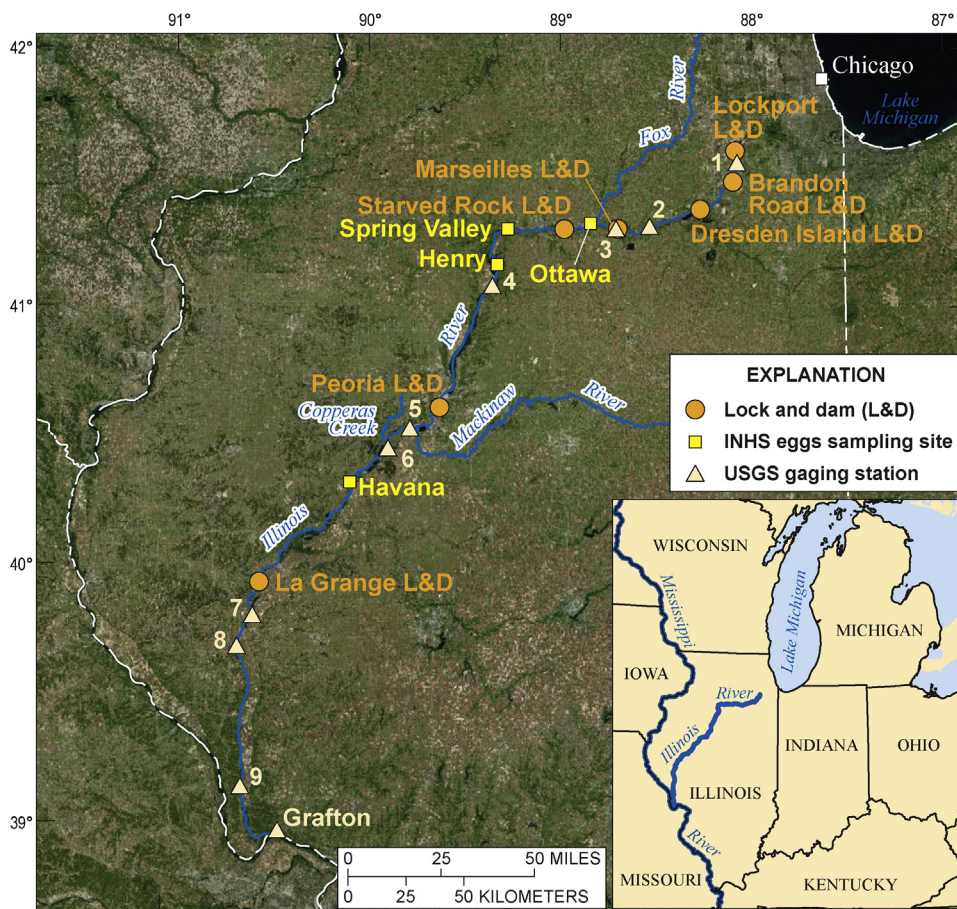 91°
90°
89°
88°
87°
42°
41°
40°
39°
Chicago
Lake
Michigan
Lockport
L&D
1
Fox
River
Marseilles L&D
Brandon
Road L&D
Starved Rock L&D
2
Dresden Island L&D
Spring Valley
3
Henry
Ottawa
4
River
Peoria L&D
5
Copperas
Creek
Mackinaw
River
6
Havana
Illinois
La Grange L&D
7
8
9
Grafton
EXPLANATION
Lock and dam (L&D)
INHS eggs sampling site
USGS gaging station
0 25 50 MILES
0 25 50 KILOMETERS
WISCONSIN
Mississippi
Lake Michigan
MICHIGAN
IOWA
River
Illinois
INDIANA
OHIO
ILLINOIS
River
MISSOURI
KENTUCKY